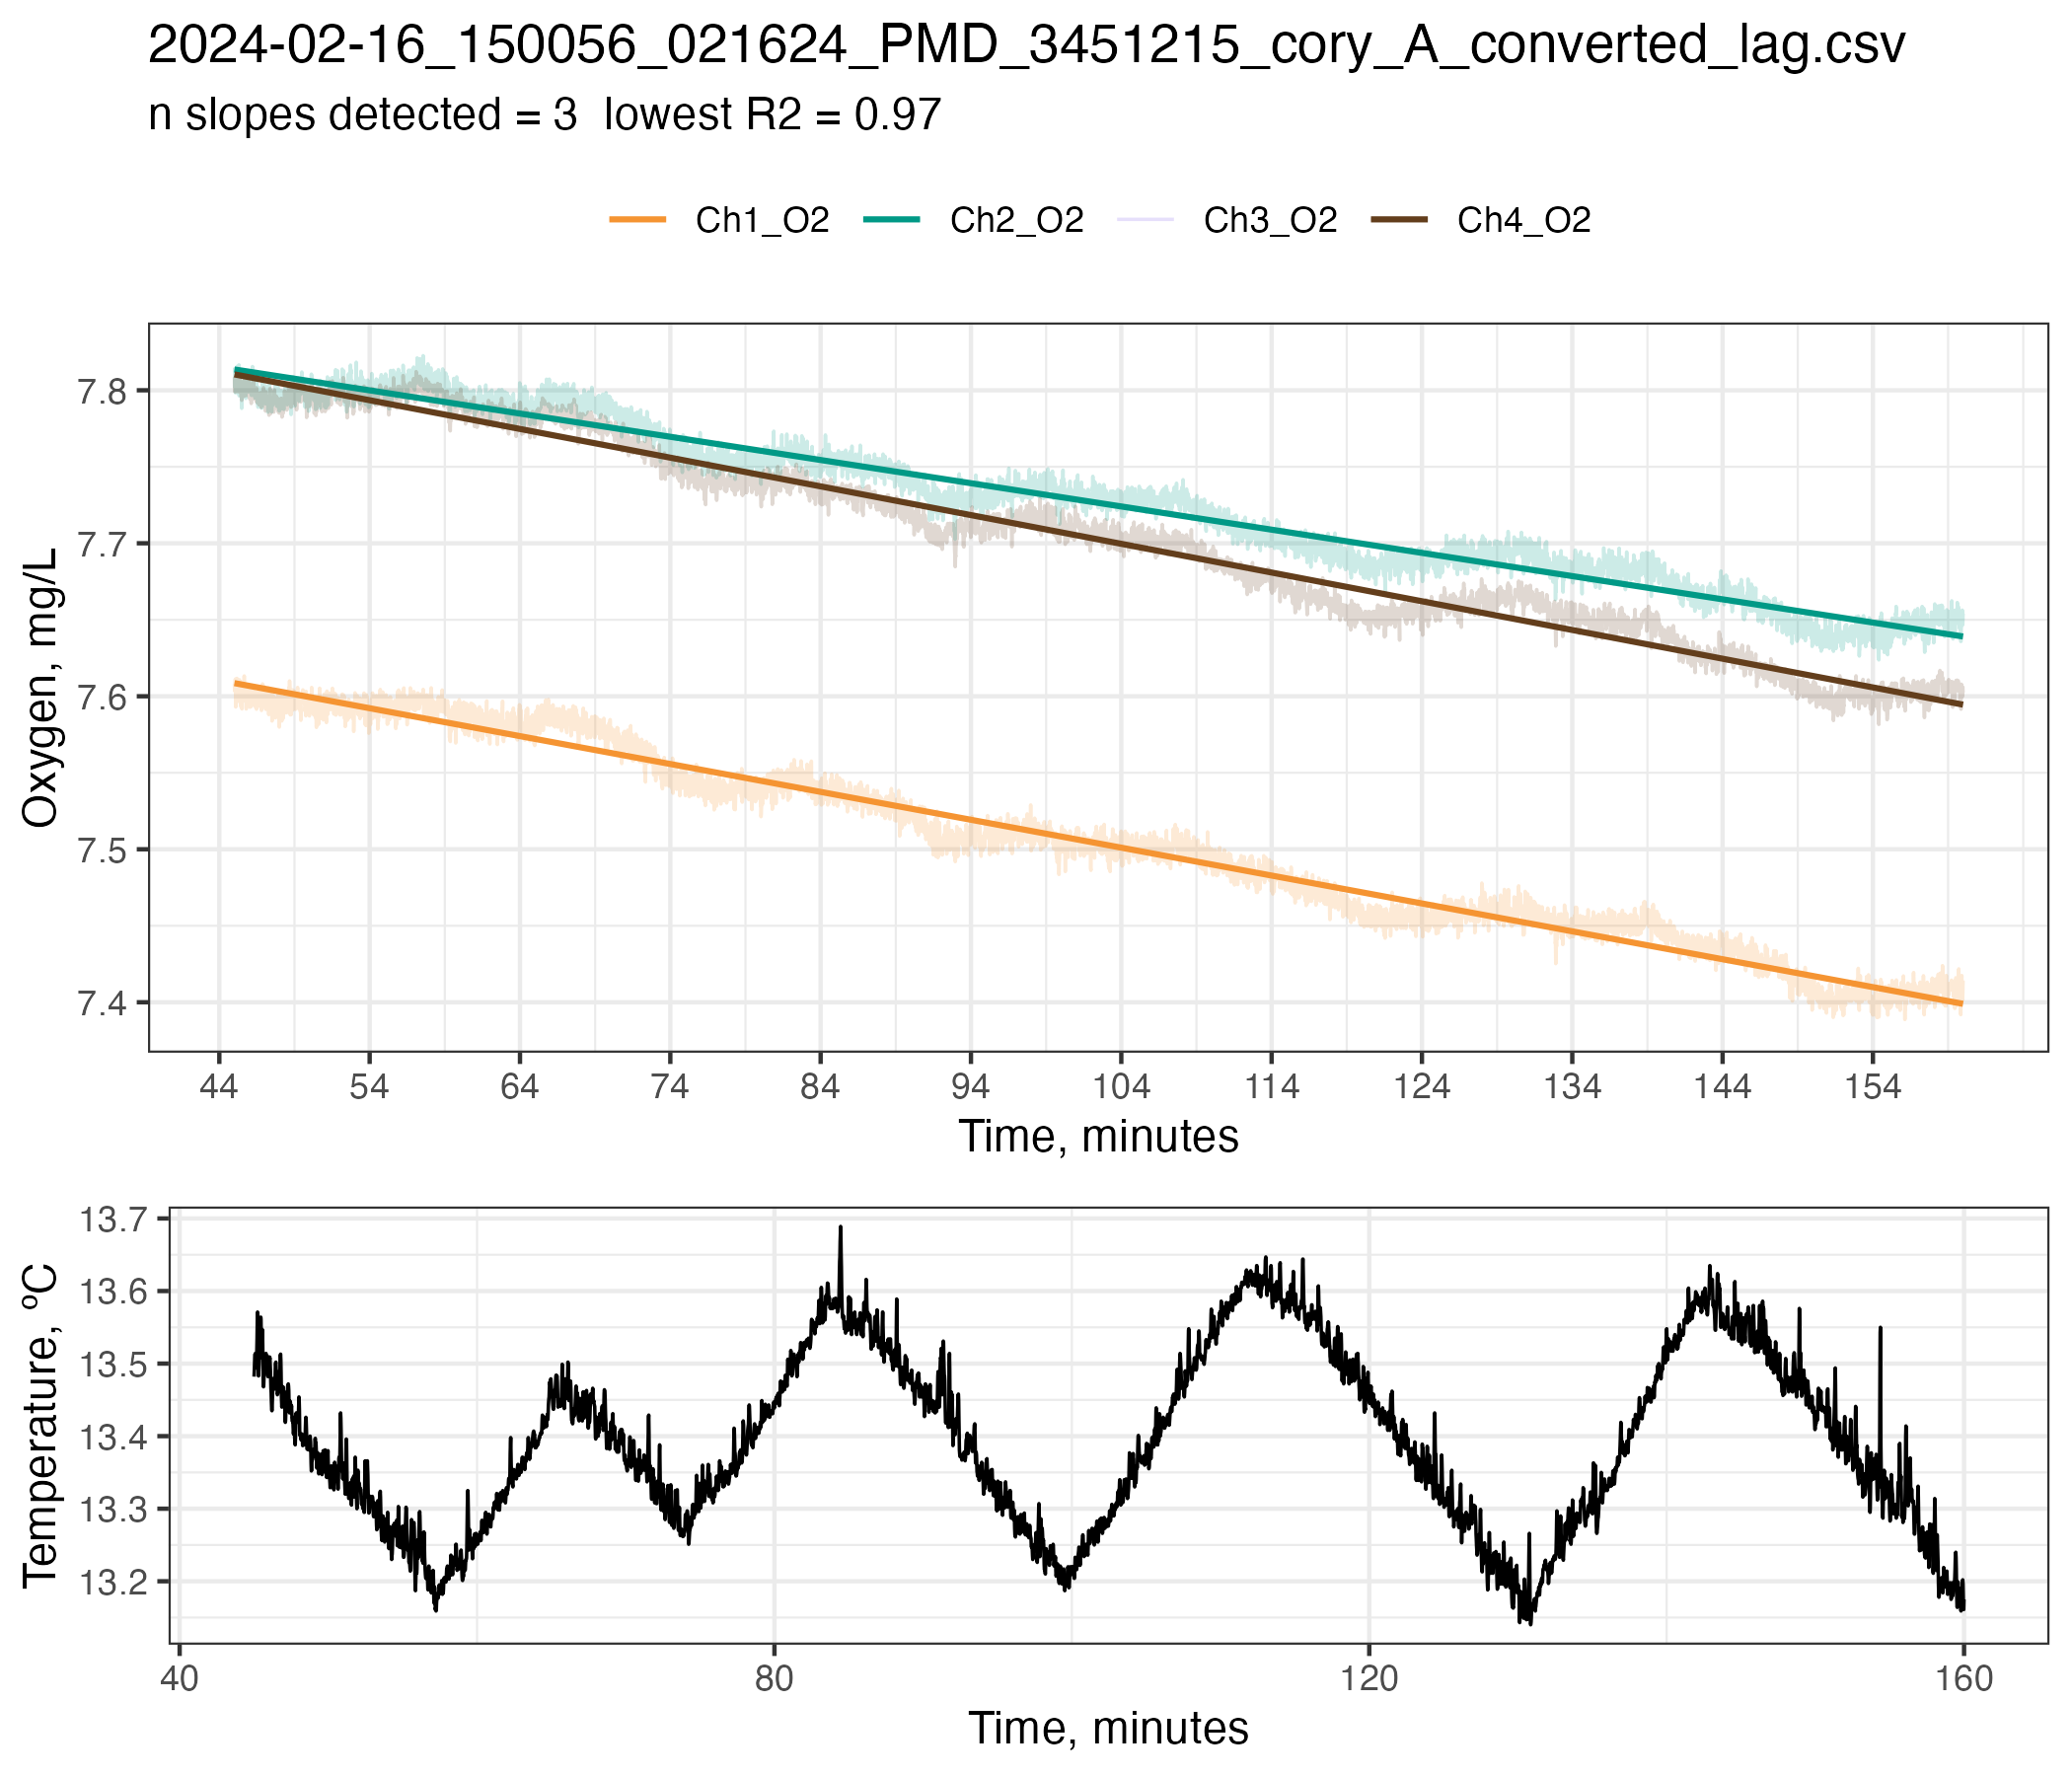 2024-02-16_150056_021624_PMD_3451215_cory_A_converted_lag.csv
n slopes detected = 3  lowest R2 = 0.97
Ch1_O2 Ch2_O2 Ch3_O2 Ch4_O2
Oxygen, mg/L
7.8
7.7
7.6
7.5
7.4
44 54 64 74 84 94 104 114 124 134 144 154
Time, minutes
Temperature, ºC
13.7
13.6
13.5
13.4
13.3
13.2
40 80 120 160
Time, minutes